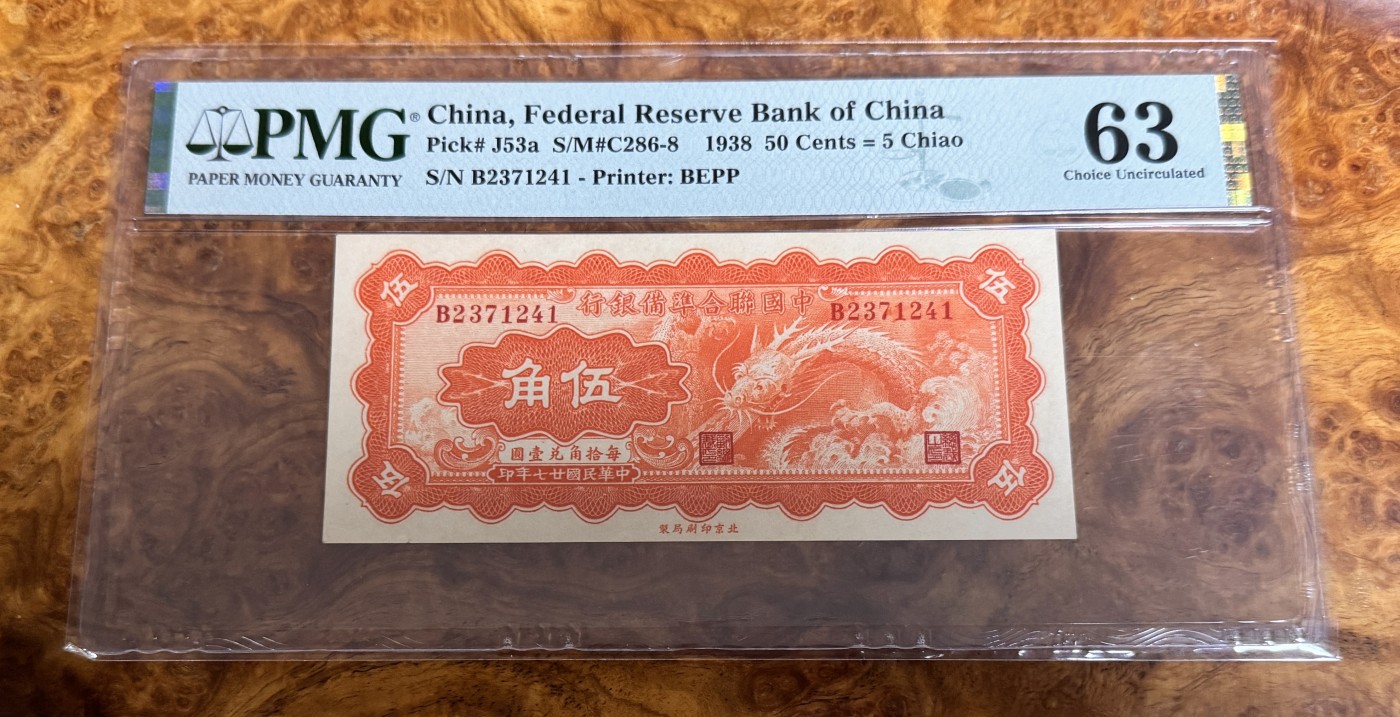 PMG® China, Federal Reserve Bank of China 63
Pick# J53a S/M#C286-8 1938 50 Cents = 5 Chiao
PAPER MONEY GUARANTY
S/N B2371241 - Printer: BEPP
Choice Uncirculated
伍
伍
行銀備準合聯國中
B2371241
B2371241
角伍
圓壹兌角拾每
印年七廿國民華中
伍
伍
製局刷印京北